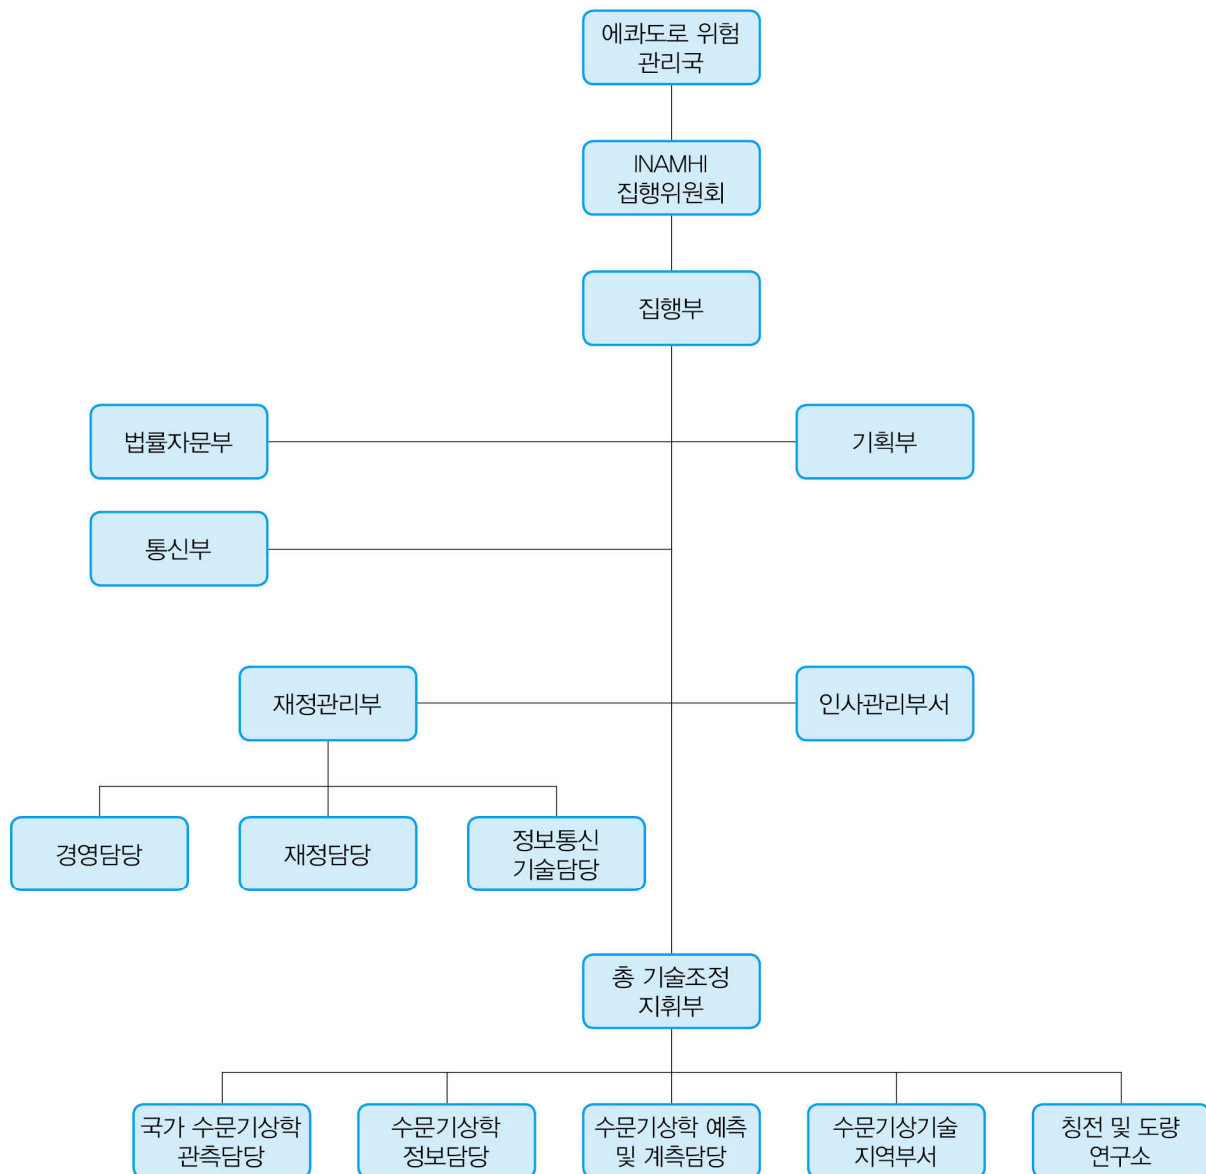 에콰도로 위험
관리국
INAMHI
집행위원회
집행부
법률자문부
기획부
통신부
재정관리부
인사관리부서
경영담당
재정담당
정보통신
기술담당
총 기술조정
지휘부
국가 수문기상학
관측담당
수문기상학
정보담당
수문기상학 예측
및 계측담당
수문기상기술
지역부서
칭전 및 도량
연구소